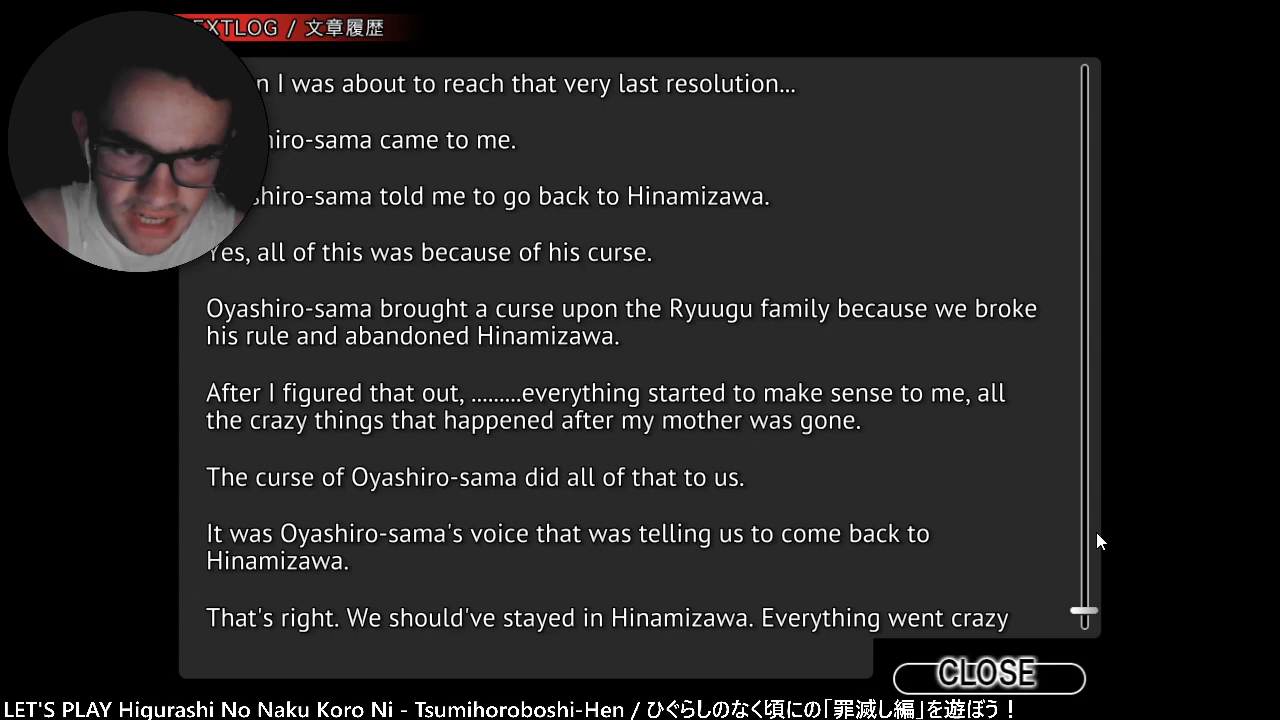 EXTLOG / 文章履歴
I was about to reach that very last resolution...
iro-sama came to me.
shiro-sama told me to go back to Hinamizawa.
Yes, all of this was because of his curse.
Oyashiro-sama brought a curse upon the Ryuugu family because we broke
his rule and abandoned Hinamizawa.
After I figured that out, .........everything started to make sense to me, all
the crazy things that happened after my mother was gone.
The curse of Oyashiro-sama did all of that to us.
It was Oyashiro-sama's voice that was telling us to come back to
Hinamizawa.
That's right. We should've stayed in Hinamizawa. Everything went crazy
CLOSE
LET'S PLAY Higurashi No Naku Koro Ni - Tsumihoroboshi-Hen / ひぐらしのなく頃にの「罪滅し編」を遊ぼう！